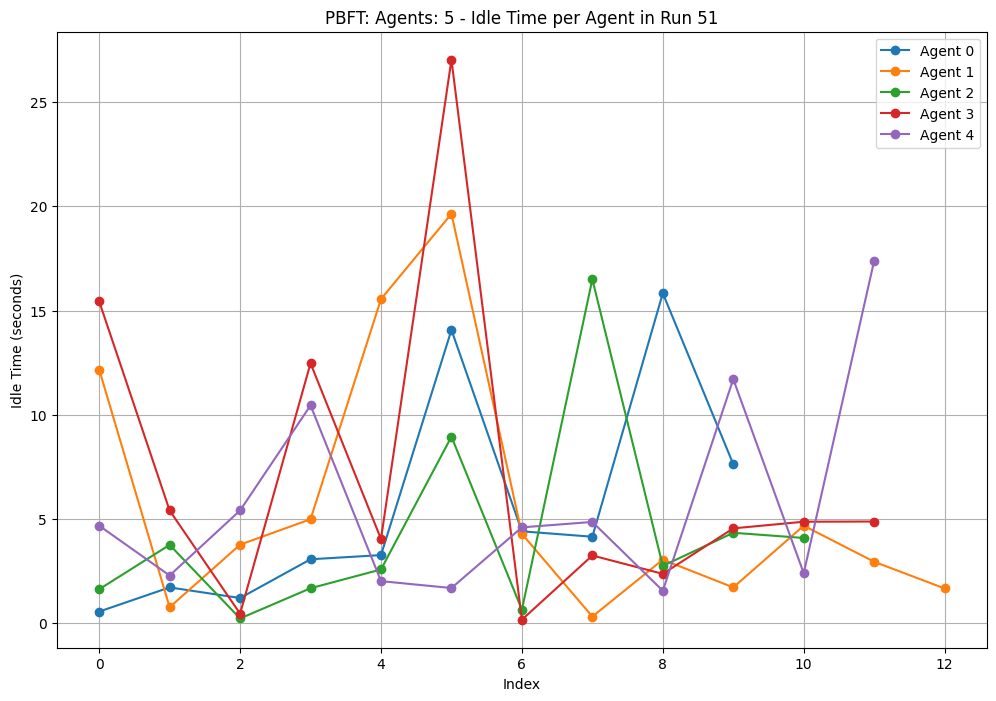 PBFT: Agents: 5 - Idle Time per Agent in Run 51
Agent 0
Agent 1
Agent 2
Agent 3
Agent 4
25
20
15
10
5
0
Idle Time (seconds)
0 2 4 6 8 10 12
Index